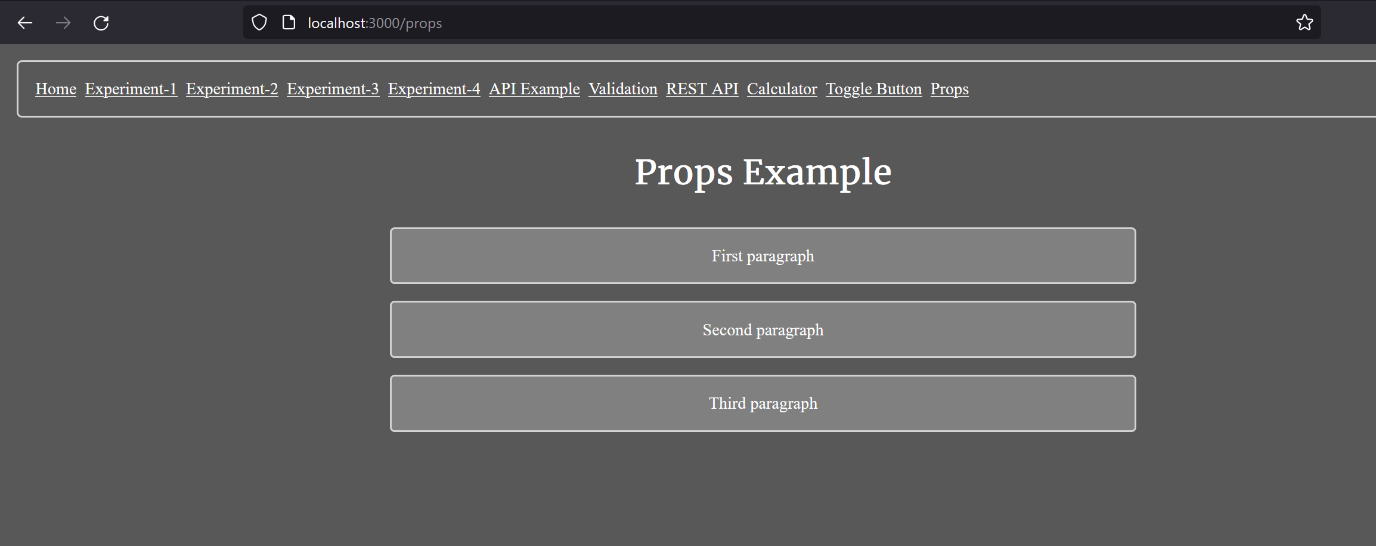 localhost:3000/props
Home Experiment-1 Experiment-2 Experiment-3 Experiment-4 API Example Validation REST API Calculator Toggle Button Props
Props Example
First paragraph
Second paragraph
Third paragraph